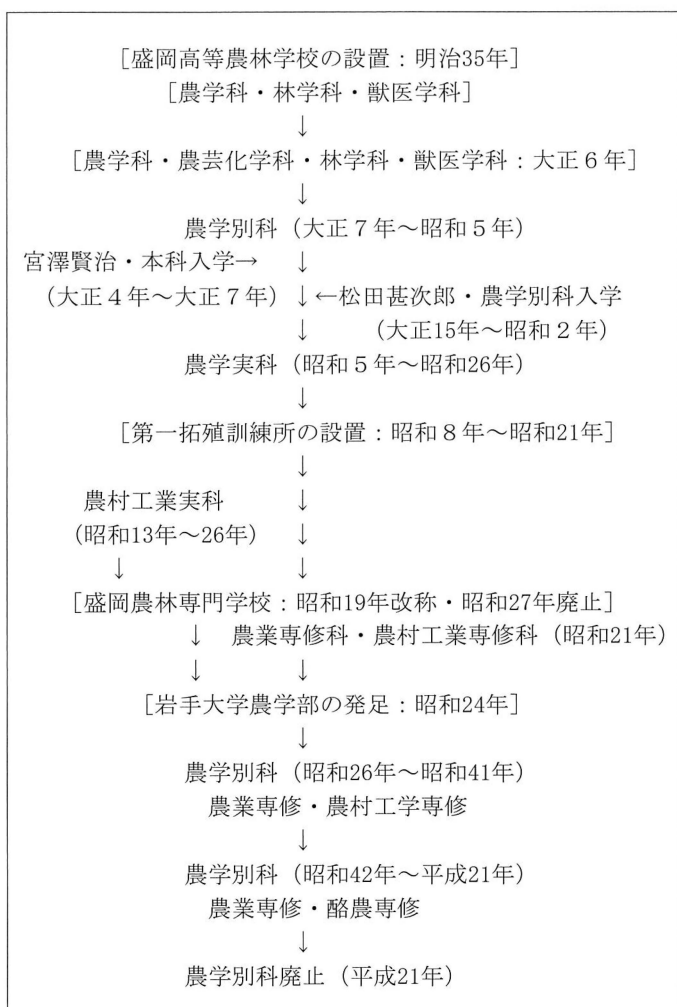 [盛岡高等農林学校の設置：明治35年]
[農学科・林学科・獣医学科]
↓
[農学科・農芸化学科・林学科・獣医学科：大正６年]
↓
農学別科（大正７年～昭和５年）
宮澤賢治・本科入学→ ↓
（大正４年～大正７年）↓←松田甚次郎・農学別科入学
↓ （大正15年～昭和２年）
農学実科（昭和５年～昭和26年）
↓
[第一拓殖訓練所の設置：昭和８年～昭和21年]
↓
農村工業実科 ↓
（昭和13年～26年） ↓
↓ ↓
[盛岡農林専門学校：昭和19年改称・昭和27年廃止]
↓ 農業専修科・農村工業専修科（昭和21年）
↓ ↓
[岩手大学農学部の発足：昭和24年]
↓
農学別科（昭和26年～昭和41年）
農業専修・農村工学専修
↓
農学別科（昭和42年～平成21年）
農業専修・酪農専修
↓
農学別科廃止（平成21年）